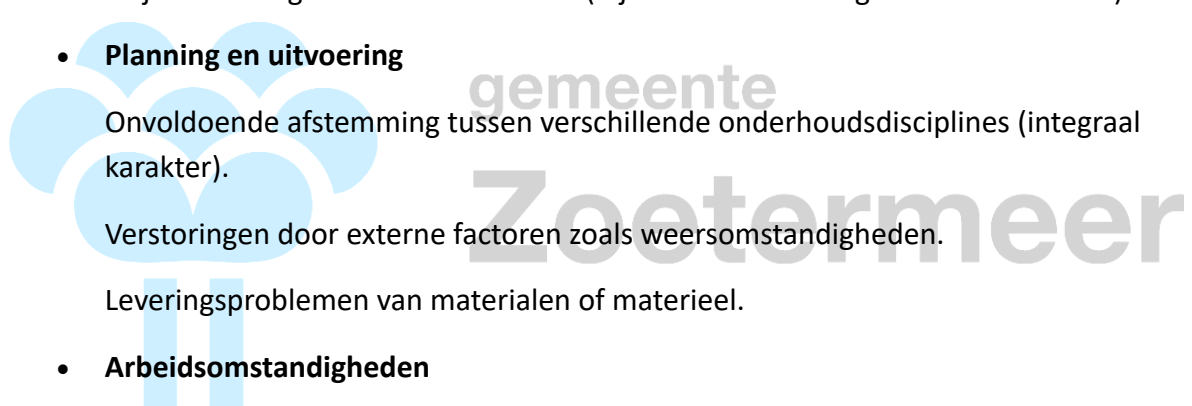 • Planning en uitvoering
gemeente
Onvoldoende afstemming tussen verschillende onderhoudsdisciplines (integraal
karakter).
Zoetermeer
Verstoringen door externe factoren zoals weersomstandigheden.
Leveringsproblemen van materialen of materieel.
• Arbeidsomstandigheden